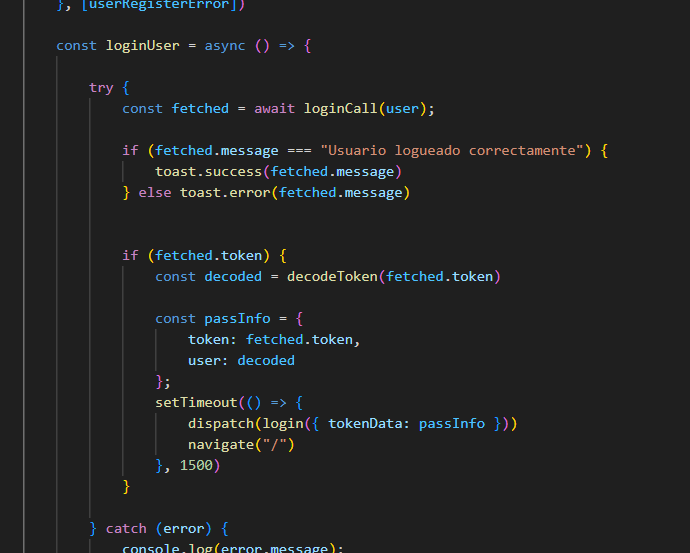 }, [userRegisterError])
const loginUser = async () => {
try {
const fetched = await loginCall(user);
if (fetched.message === "Usuario logueado correctamente") {
toast.success(fetched.message)
} else toast.error(fetched.message)
if (fetched.token) {
const decoded = decodeToken(fetched.token)
const passInfo = {
token: fetched.token,
user: decoded
};
setTimeout(() => {
dispatch(login({ tokenData: passInfo }))
navigate("/")
}, 1500)
}
} catch (error) {
console.log(error.message);